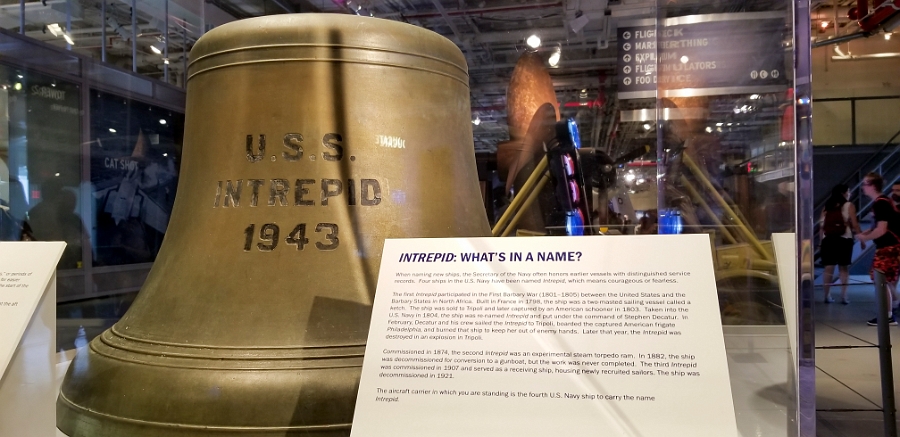 U.S.S.
INTREPID
1943
FLIGHT DECK
EXPLOREUM
FLIGHT SIMULATORS
CAT SHOT
INTREPID: WHAT'S IN A NAME?
When naming new ships, the Secretary of the Navy often honors earlier vessels with distinguished service
records. Four ships in the U.S. Navy have been named Intrepid, which means courageous or fearless.
The first Intrepid participated in the First Barbary War (1801-1805) between the United States and the
Barbary States in North Africa. Built in France in 1798, the ship was a two-masted sailing vessel called a
ketch. The ship was sold to Tripoli and later captured by an American schooner in 1803. Taken into the
U.S. Navy in 1804, the ship was renamed Intrepid and put under the command of Stephen Decatur. In
February, Decatur and his crew sailed the Intrepid to Tripoli, boarded the captured American frigate
Philadelphia, and burned that ship to keep her out of enemy hands. Later that year, the Intrepid was
destroyed in an explosion in Tripoli.
Commissioned in 1874, the second Intrepid was an experimental steam torpedo ram. In 1882, the ship
was decommissioned for conversion to a gunboat, but the work was never completed. The third Intrepid
was commissioned in 1907 and served as a receiving ship, housing newly recruited sailors. The ship was
decommissioned in 1921.
The aircraft carrier in which you are standing is the fourth U.S. Navy ship to carry the name
Intrepid.